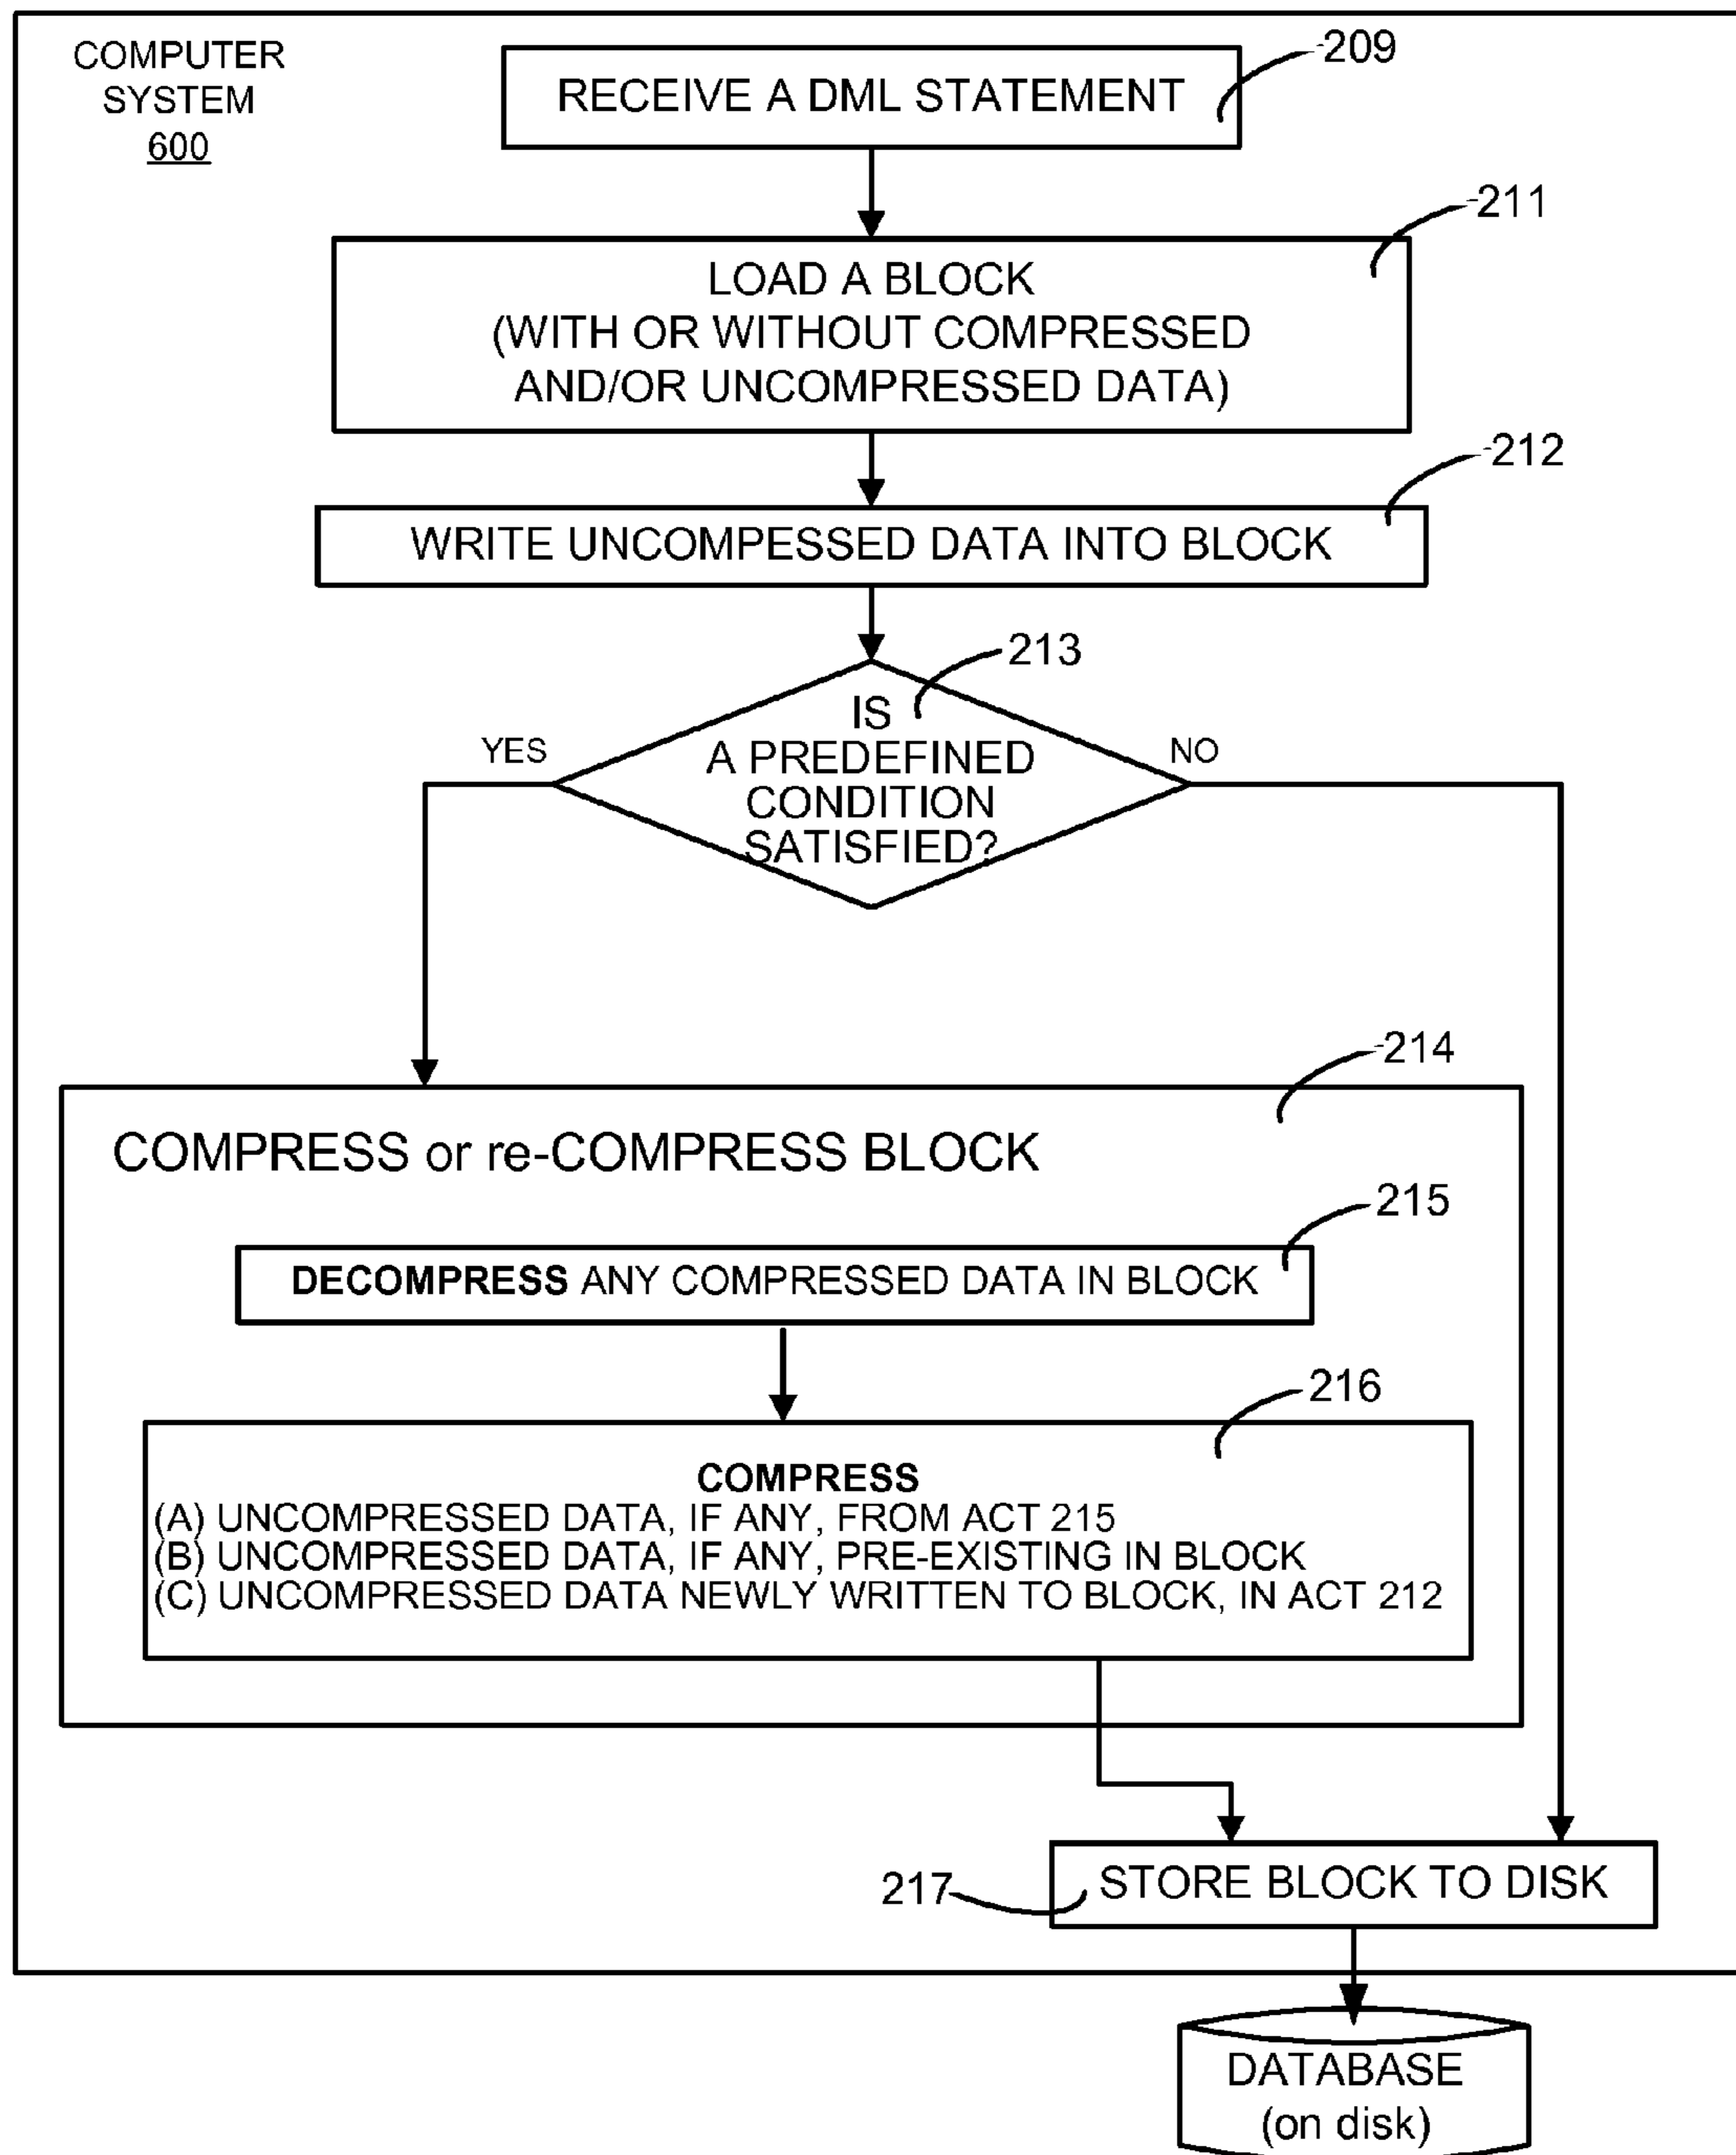 COMPUTER
SYSTEM
600
RECEIVE A DML STATEMENT
209
211
LOAD A BLOCK
(WITH OR WITHOUT COMPRESSED
AND/OR UNCOMPRESSED DATA)
212
WRITE UNCOMPESSED DATA INTO BLOCK
213
IS
A PREDEFINED
CONDITION
SATISFIED?
YES
NO
214
COMPRESS or re-COMPRESS BLOCK
215
DECOMPRESS ANY COMPRESSED DATA IN BLOCK
216
COMPRESS
(A) UNCOMPRESSED DATA, IF ANY, FROM ACT 215
(B) UNCOMPRESSED DATA, IF ANY, PRE-EXISTING IN BLOCK
(C) UNCOMPRESSED DATA NEWLY WRITTEN TO BLOCK, IN ACT 212
217
STORE BLOCK TO DISK
DATABASE
(on disk)